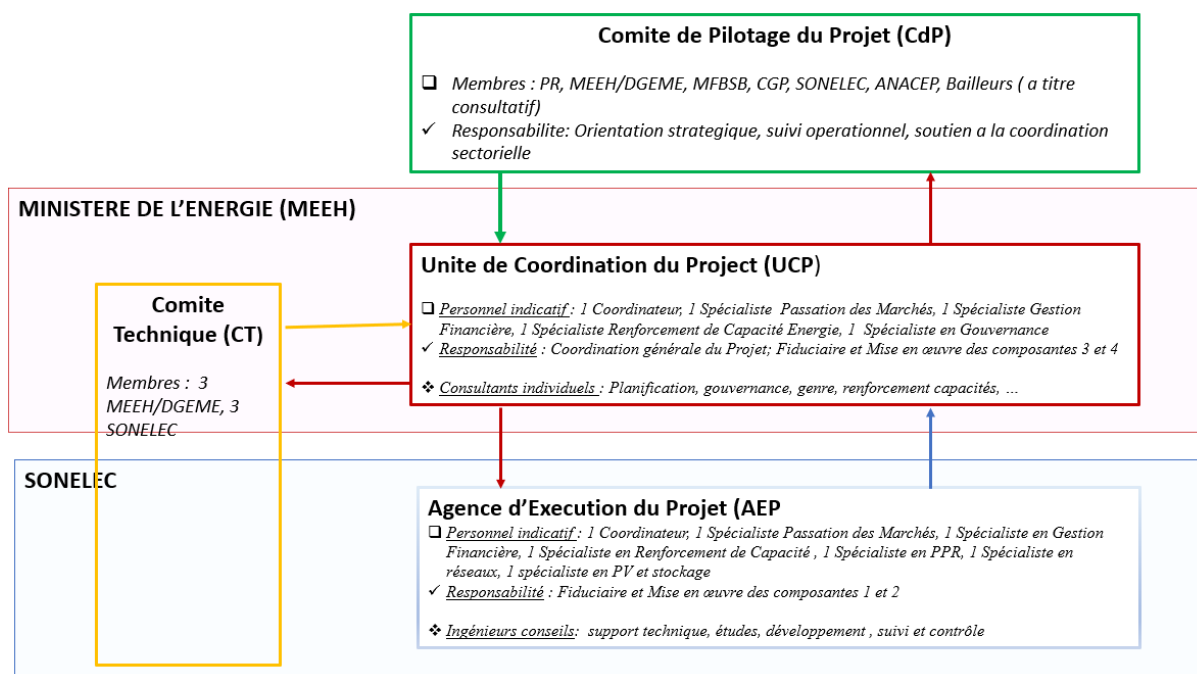 Comite de Pilotage du Projet (CdP)
❑ Membres : PR, MEEH/DGEME, MFBSB, CGP, SONELEC, ANACEP, Bailleurs ( a titre
consultatif)
✓ Responsabilite: Orientation strategique, suivi operationnel, soutien a la coordination
sectorielle
MINISTERE DE L’ENERGIE (MEEH)
Unite de Coordination du Project (UCP)
❑ Personnel indicatif : 1 Coordinateur, 1 Spécialiste Passation des Marchés, 1 Spécialiste Gestion
Financière, 1 Spécialiste Renforcement de Capacité Energie, 1 Spécialiste en Gouvernance
✓ Responsabilité : Coordination générale du Projet; Fiduciaire et Mise en œuvre des composantes 3 et 4
❖ Consultants individuels : Planification, gouvernance, genre, renforcement capacités, …
Comite
Technique (CT)
Membres : 3
MEEH/DGEME, 3
SONELEC
SONELEC
Agence d’Execution du Projet (AEP
❑ Personnel indicatif : 1 Coordinateur, 1 Spécialiste Passation des Marchés, 1 Spécialiste en Gestion
Financière, 1 Spécialiste en Renforcement de Capacité , 1 Spécialiste en PPR, 1 Spécialiste en
réseaux, 1 spécialiste en PV et stockage
✓ Responsabilité : Fiduciaire et Mise en œuvre des composantes 1 et 2
❖ Ingénieurs conseils: support technique, études, développement , suivi et contrôle